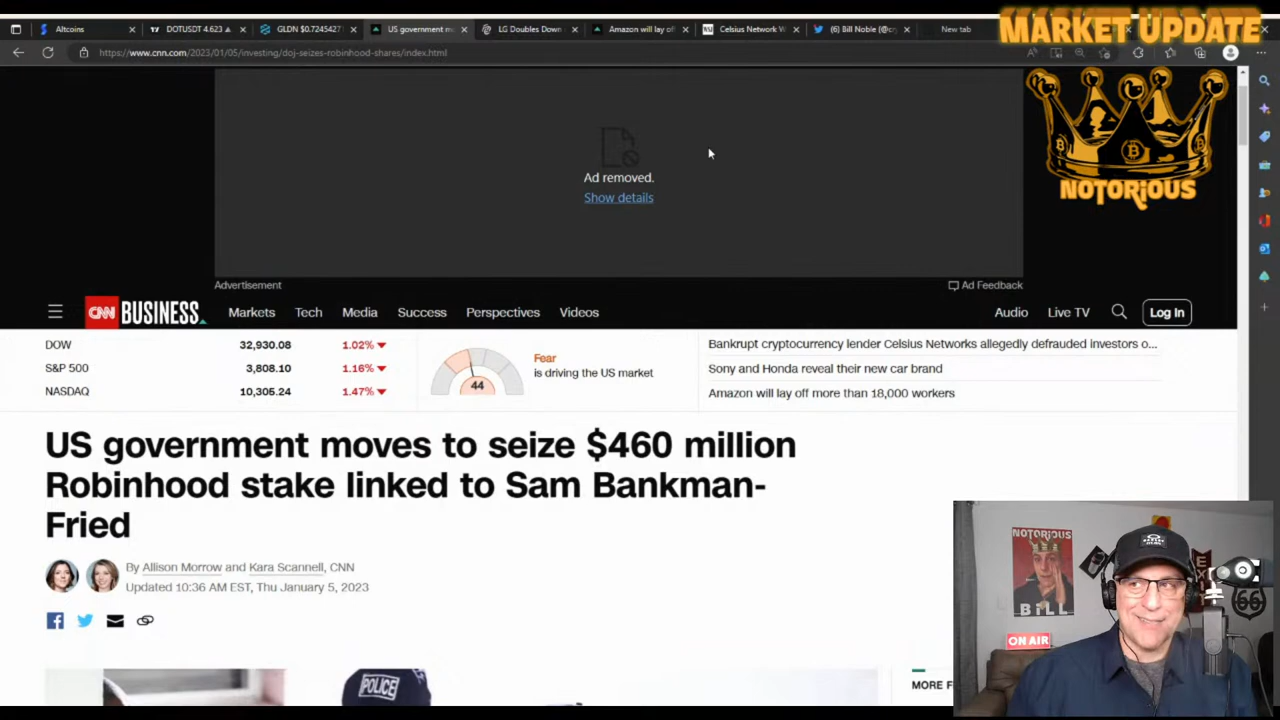 MARKET UPDATE
Altcoins
DOTUSDT 4.623
GLDN $0.7245427
US government m
LG Doubles Down
Amazon will lay of
Celsius Network W
(6) Bill Noble (@cr
New tab
https://www.cnn.com/2023/01/05/investing/doj-seizes-robinhood-shares/index.html
NOTORIOUS
Ad removed.
Show details
Advertisement
Ad Feedback
CNN BUSINESS
Markets
Tech
Media
Success
Perspectives
Videos
Audio
Live TV
Log In
DOW 32,930.08 1.02%
S&P 500 3,808.10 1.16%
NASDAQ 10,305.24 1.47%
44
Fear
is driving the US market
Bankrupt cryptocurrency lender Celsius Networks allegedly defrauded investors o...
Sony and Honda reveal their new car brand
Amazon will lay off more than 18,000 workers
US government moves to seize $460 million
Robinhood stake linked to Sam Bankman-
Fried
By Allison Morrow and Kara Scannell, CNN
Updated 10:36 AM EST, Thu January 5, 2023
POLICE
MORE F
NOTORIOUS
BILL
ON AIR
66